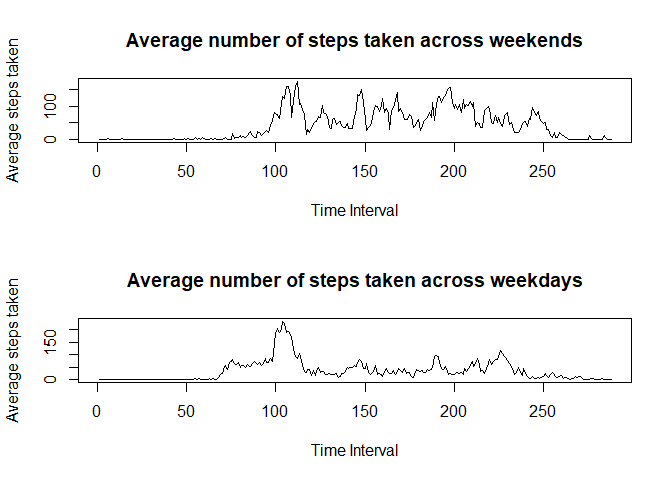 Average number of steps taken across weekends
Average steps taken
100
0
0 50 100 150 200 250
Time Interval
Average number of steps taken across weekdays
Average steps taken
150
0
0 50 100 150 200 250
Time Interval